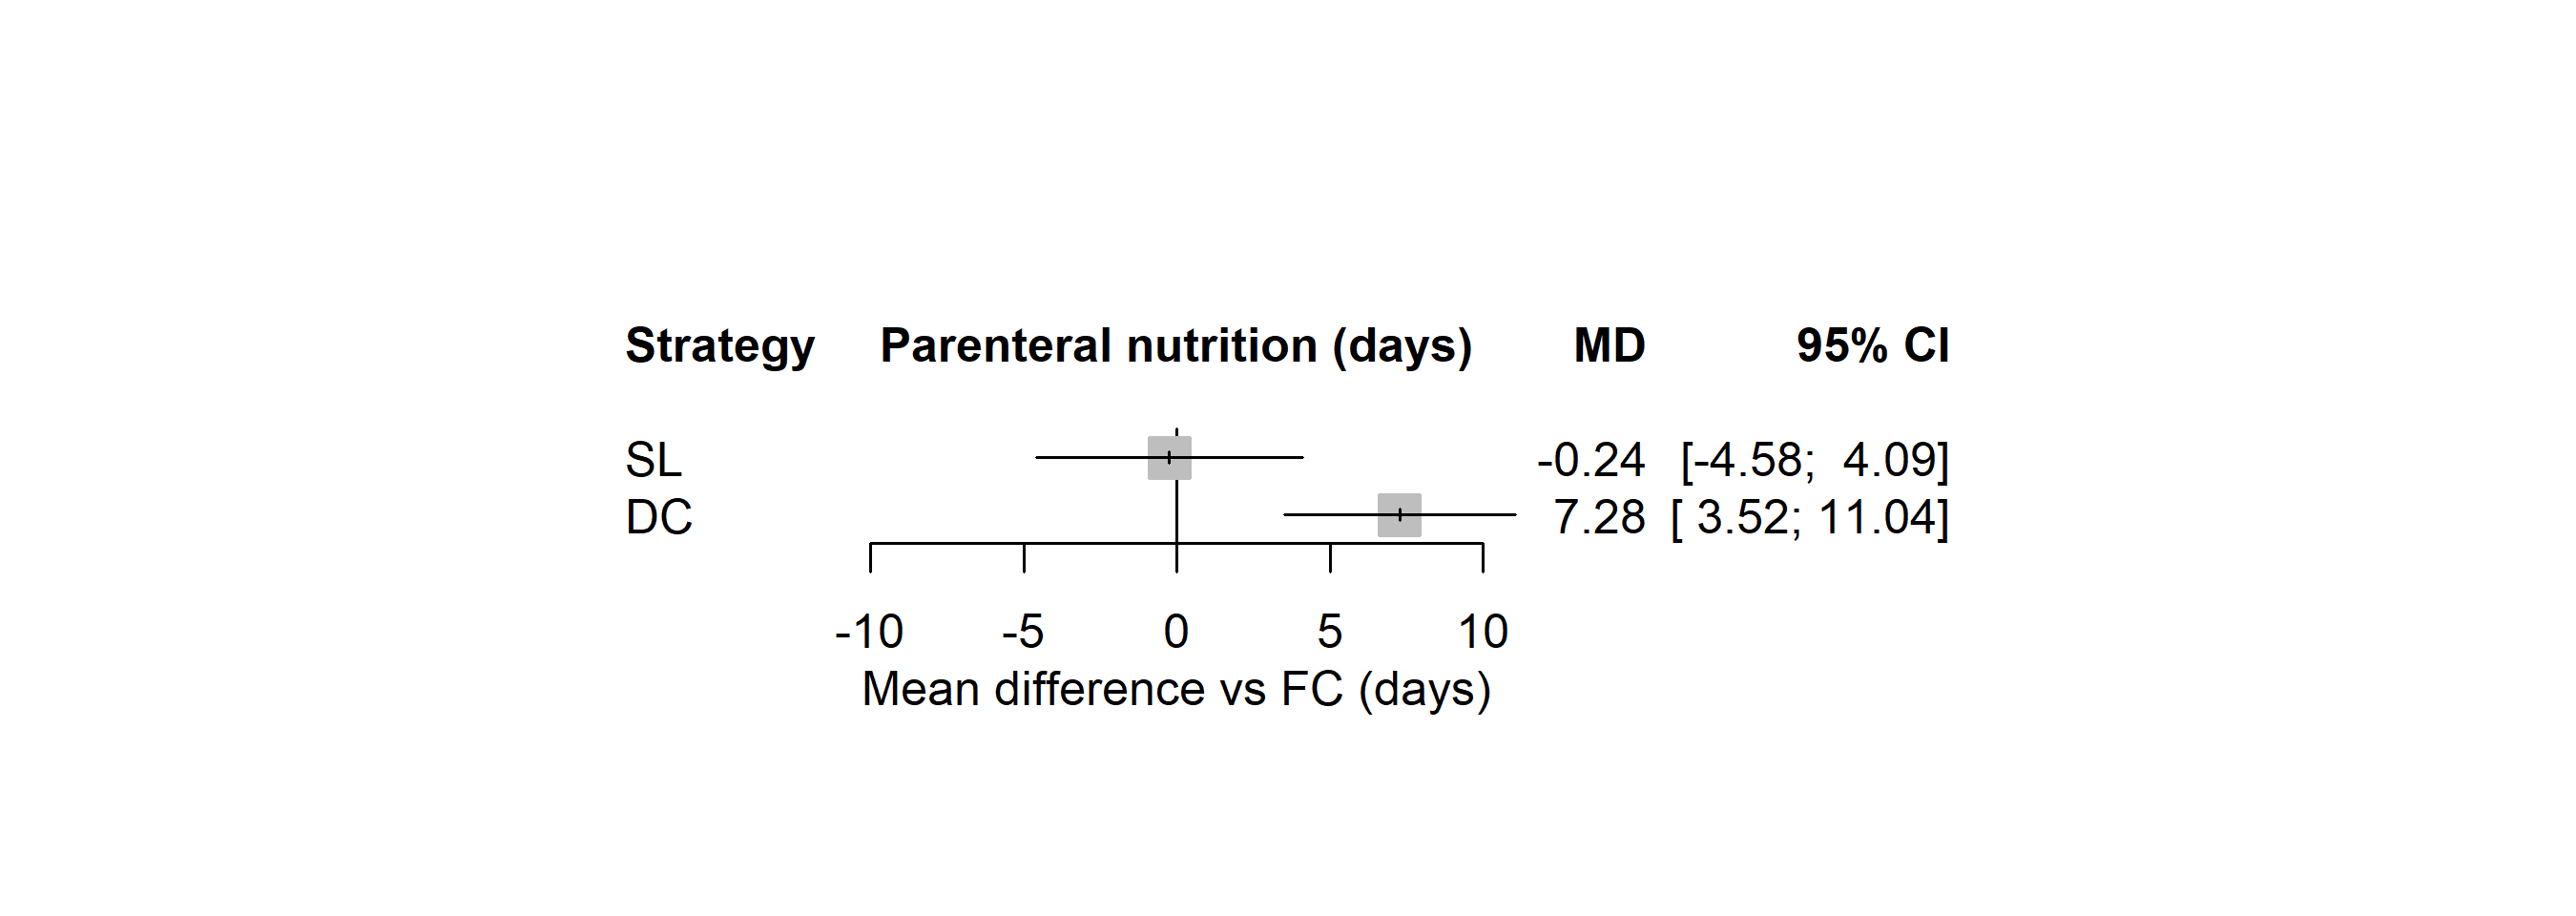 Strategy Parenteral nutrition (days) MD 95% CI
SL -0.24 [-4.58; 4.09]
DC 7.28 [ 3.52; 11.04]
-10 -5 0 5 10
Mean difference vs FC (days)